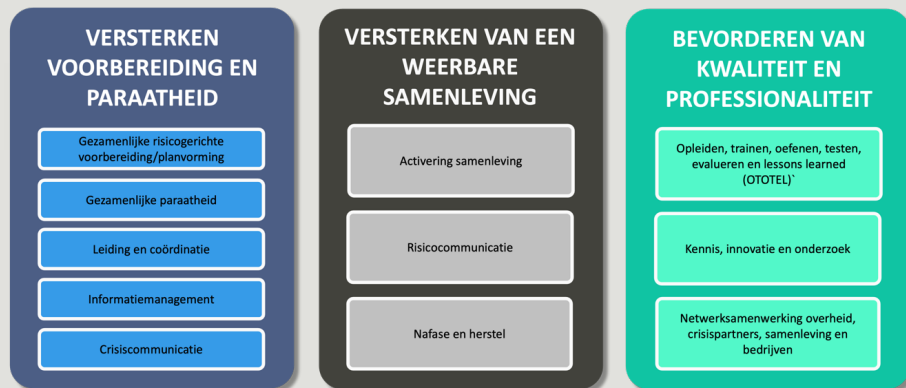 VERSTERKEN
VOORBEREIDING EN
PARAATHEID
Gezamenlijke risicogerichte
voorbereiding/planvorming
Gezamenlijke paraatheid
Leiding en coördinatie
Informatiemanagement
Crisiscommunicatie
VERSTERKEN VAN EEN
WEERBARE
SAMENLEVING
Activering samenleving
Risicocommunicatie
Nafase en herstel
BEVORDEREN VAN
KWALITEIT EN
PROFESSIONALITEIT
Opleiden, trainen, oefenen, testen,
evalueren en lessons learned
(OTOTEL)`
Kennis, innovatie en onderzoek
Netwerksamenwerking overheid,
crisispartners, samenleving en
bedrijven